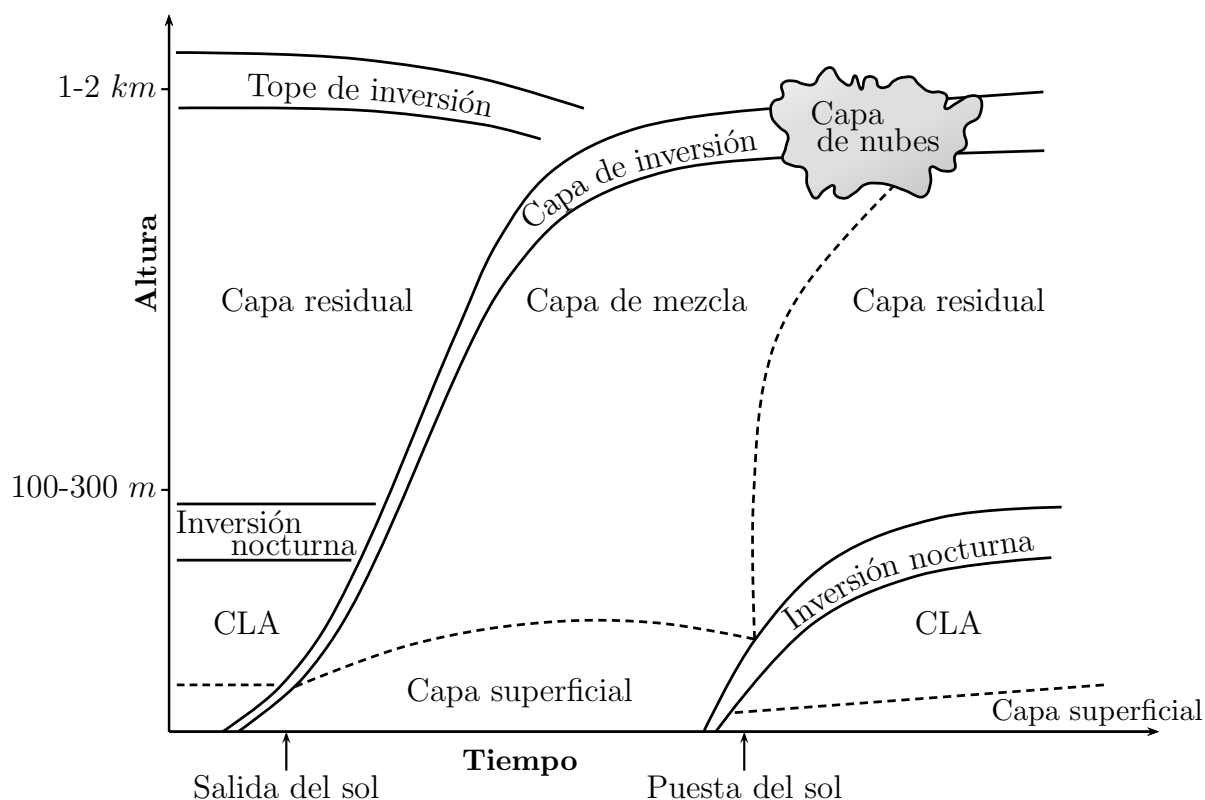 1-2 km
Tope de inversión
Capa
de nubes
Capa de inversión
Altura
Capa residual
Capa de mezcla
Capa residual
100-300 m
Inversión
nocturna
Inversión nocturna
CLA
CLA
Capa superficial
Capa superficial
Tiempo
Salida del sol
Puesta del sol